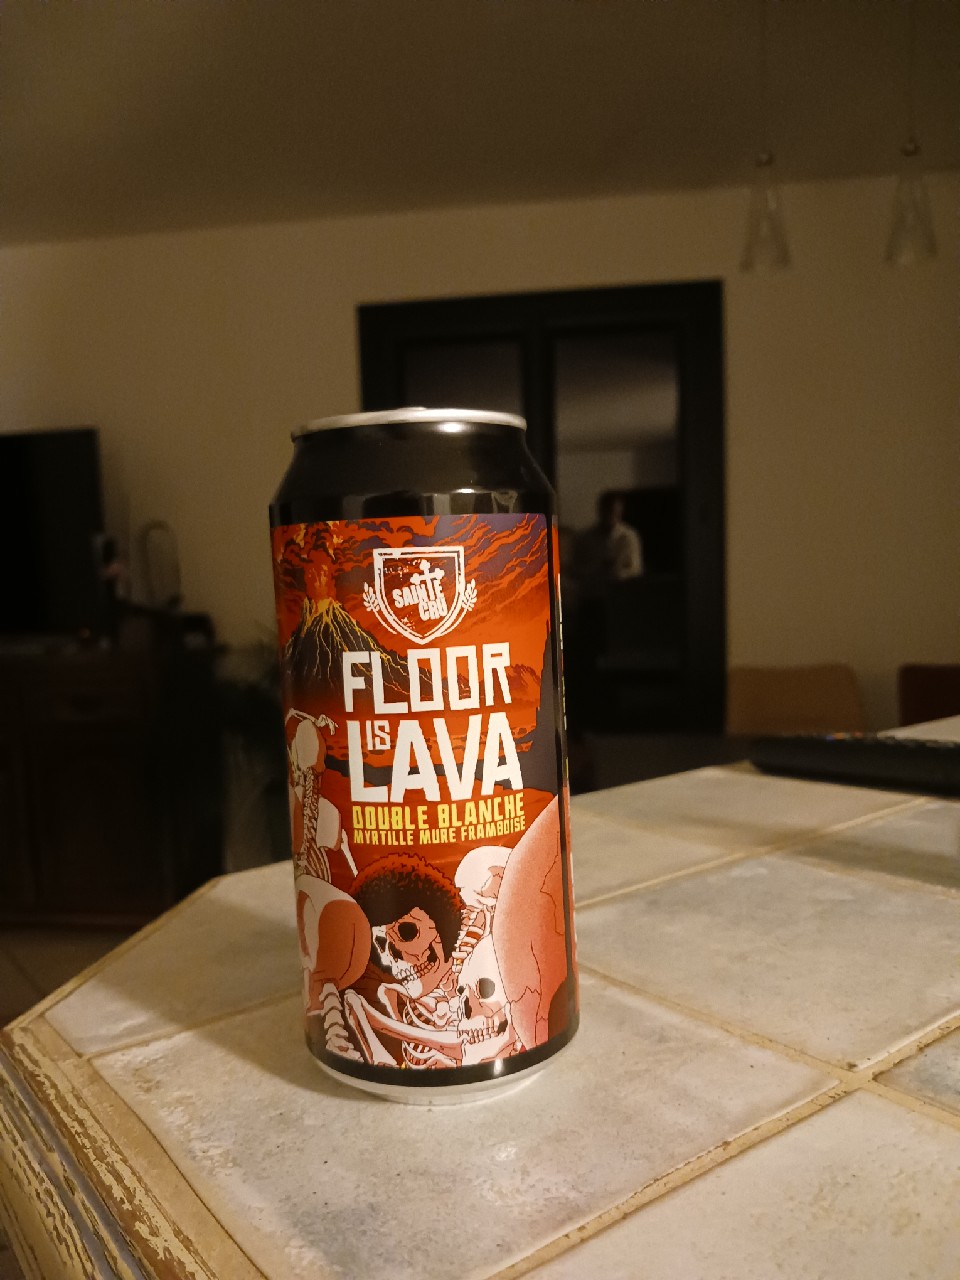 SAINTE
CRU
FLOOR
IS
LAVA
DOUBLE BLANCHE
MYRTILLE MURE FRAMBOISE